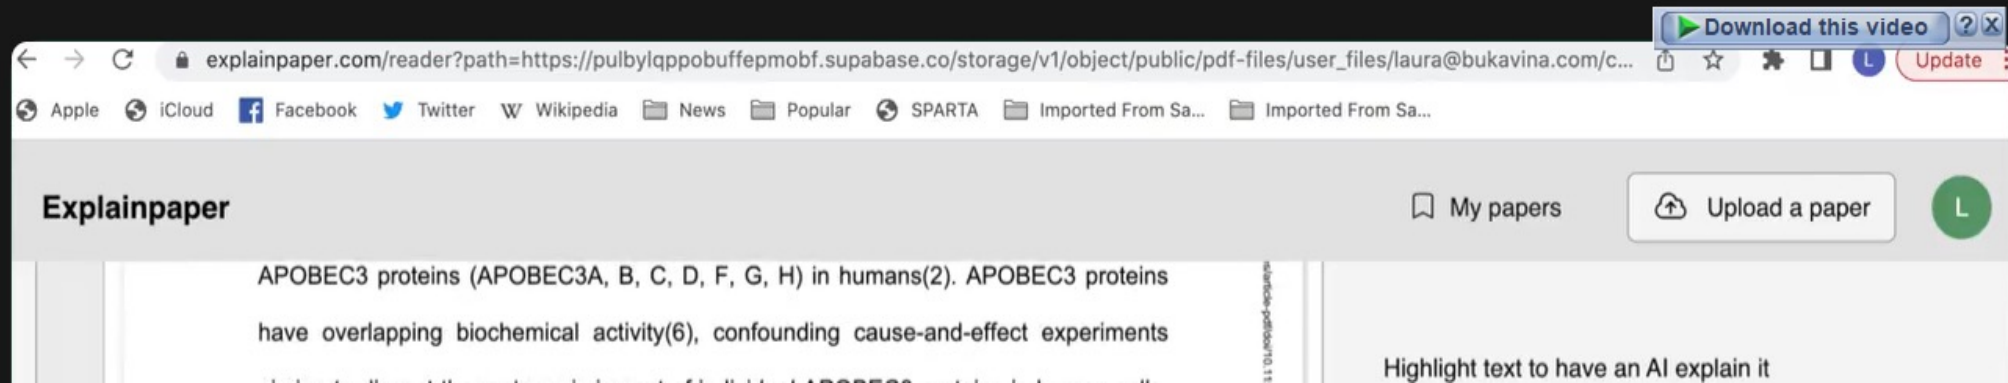 Download this video ? X
explainpaper.com/reader?path=https://pulbylqppobuffepmobf.supabase.co/storage/v1/object/public/pdf-files/user_files/laura@bukavina.com/c... L Update
Apple iCloud Facebook Twitter W Wikipedia News Popular SPARTA Imported From Sa... Imported From Sa...
Explainpaper My papers Upload a paper L
APOBEC3 proteins (APOBEC3A, B, C, D, F, G, H) in humans(2). APOBEC3 proteins
have overlapping biochemical activity(6), confounding cause-and-effect experiments
Highlight text to have an AI explain it